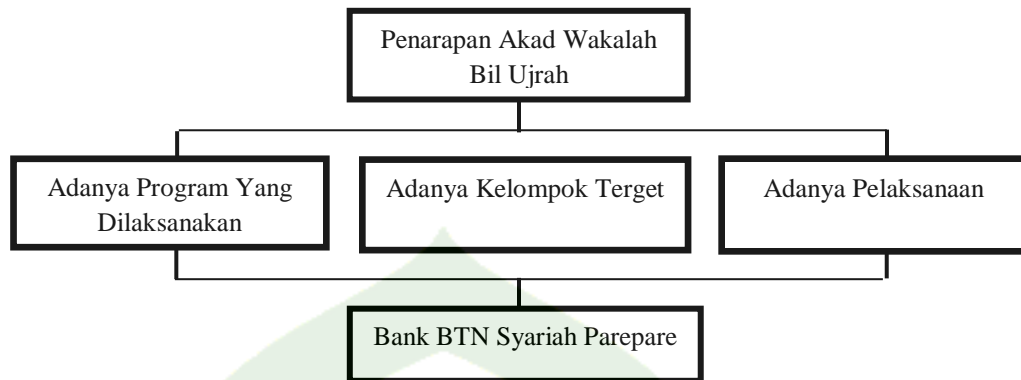 Penarapan Akad Wakalah
Bil Ujrah
Adanya Program Yang
Dilaksanakan
Adanya Kelompok Terget
Adanya Pelaksanaan
Bank BTN Syariah Parepare